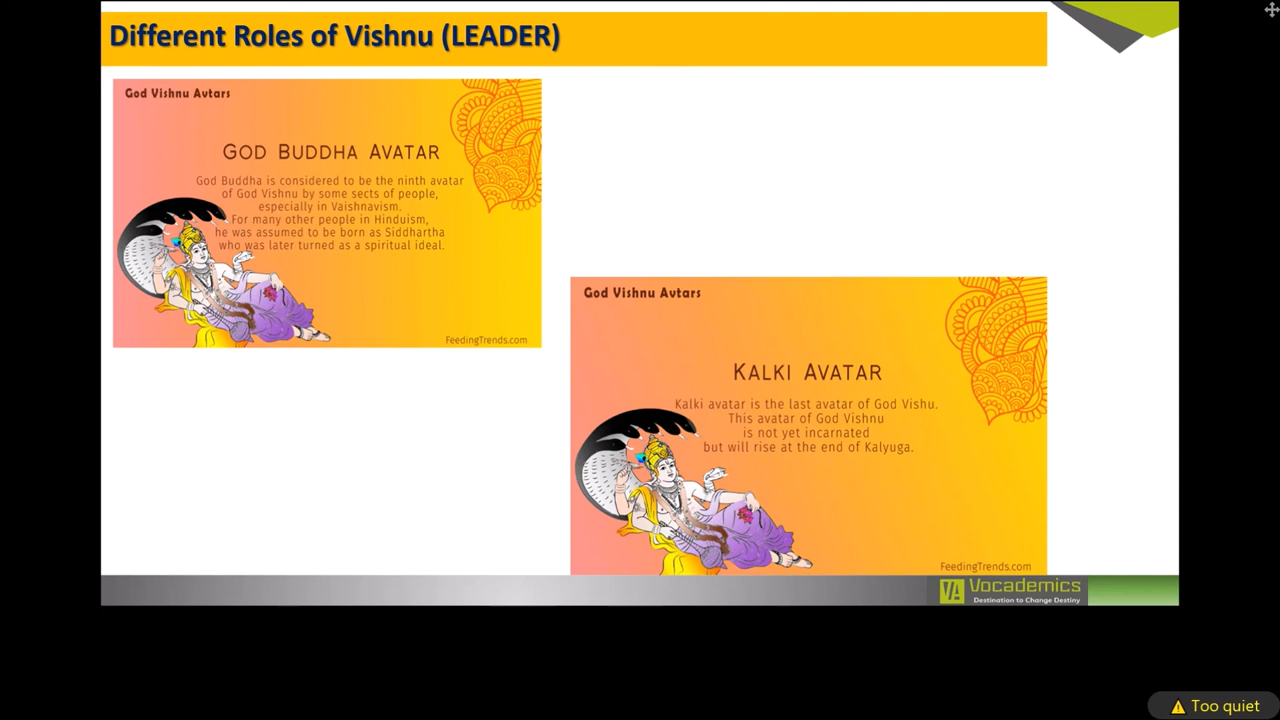 Different Roles of Vishnu (LEADER)
God Vishnu Avtars
GOD BUDDHA AVATAR
God Buddha is considered to be the ninth avatar
of God Vishnu by some sects of people,
especially in Vaishnavism.
For many other people in Hinduism,
he was assumed to be born as Siddhartha
who was later turned as a spiritual ideal.
FeedingTrends.com
God Vishnu Avtars
KALKI AVATAR
Kalki avatar is the last avatar of God Vishu.
This avatar of God Vishnu
is not yet incarnated
but will rise at the end of Kalyuga.
FeedingTrends.com
VA Vocademics
Destination to Change Destiny
Too quiet